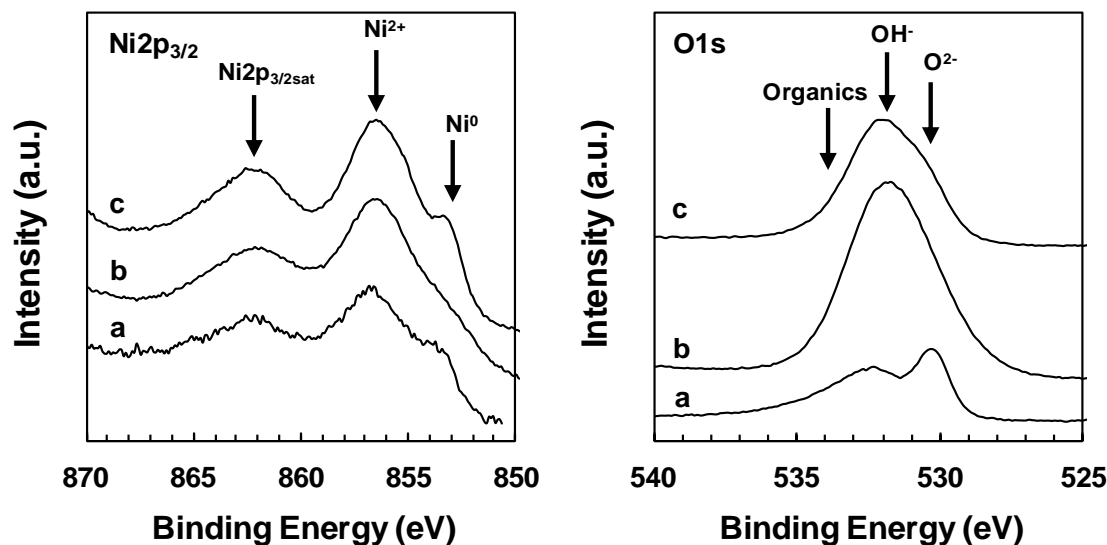 Ni2p3/2
Ni2p3/2sat
Ni2+
Ni0
c
b
a
870 865 860 855 850
Binding Energy (eV)
Intensity (a.u.)
O1s
Organics
OH-
O2-
c
b
a
540 535 530 525
Binding Energy (eV)
Intensity (a.u.)